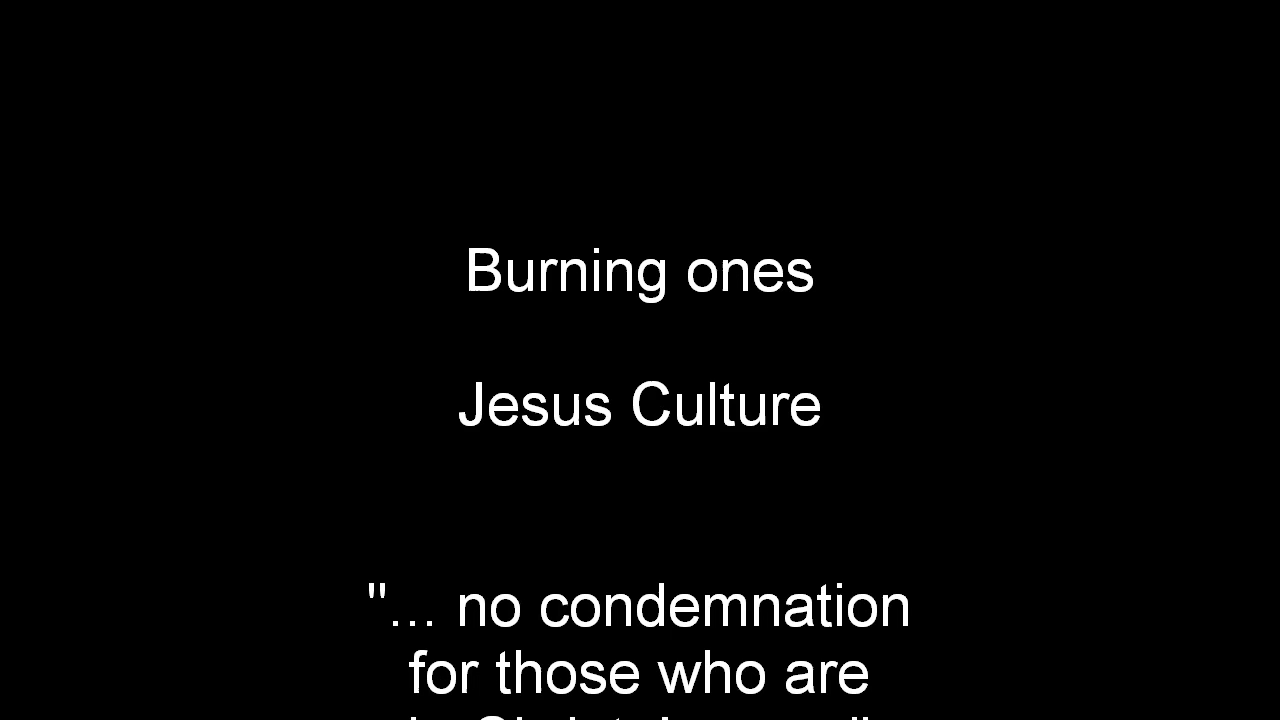 Burning ones
Jesus Culture
"... no condemnation
for those who are